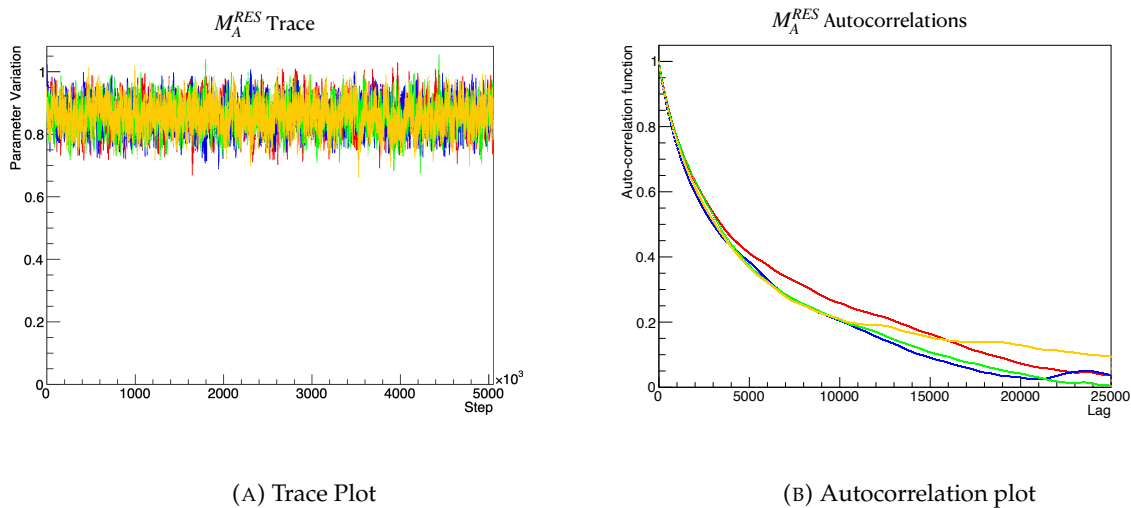 M_A^{RES} Trace
Parameter Variation
1
0.8
0.6
0.4
0.2
0
0 1000 2000 3000 4000 5000
×10³
Step
(A) Trace Plot
M_A^{RES} Autocorrelations
Auto-correlation function
1
0.8
0.6
0.4
0.2
0
0 5000 10000 15000 20000 25000
Lag
(B) Autocorrelation plot